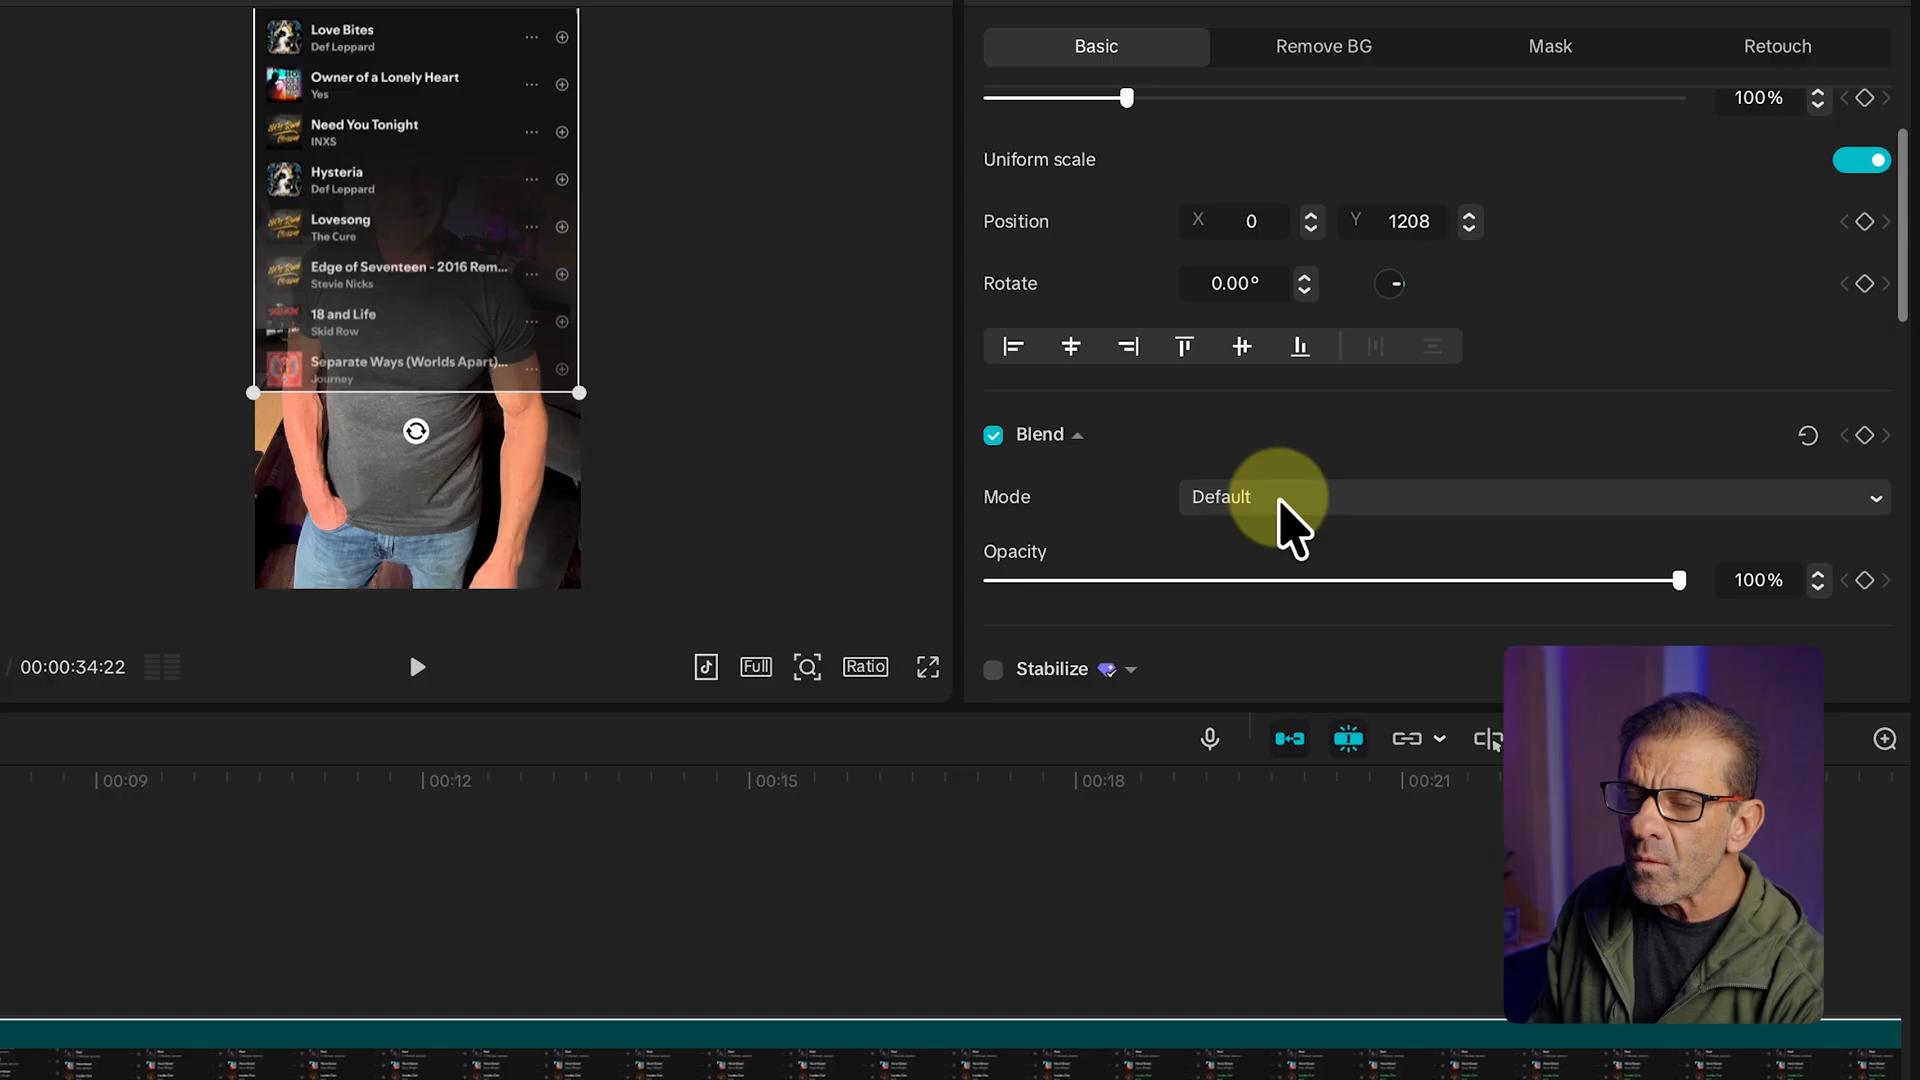 Love Bites
Def Leppard
Owner of a Lonely Heart
Yes
Need You Tonight
INXS
Hysteria
Def Leppard
Lovesong
The Cure
Edge of Seventeen - 2016 Rem...
Stevie Nicks
18 and Life
Skid Row
Separate Ways (Worlds Apart)...
Journey
/ 00:00:34:22
Full
Ratio
Basic
Remove BG
Mask
Retouch
100%
Uniform scale
Position
X 0
Y 1208
Rotate
0.00°
Blend
Mode
Default
Opacity
100%
Stabilize
00:09
00:12
00:15
00:18
00:21